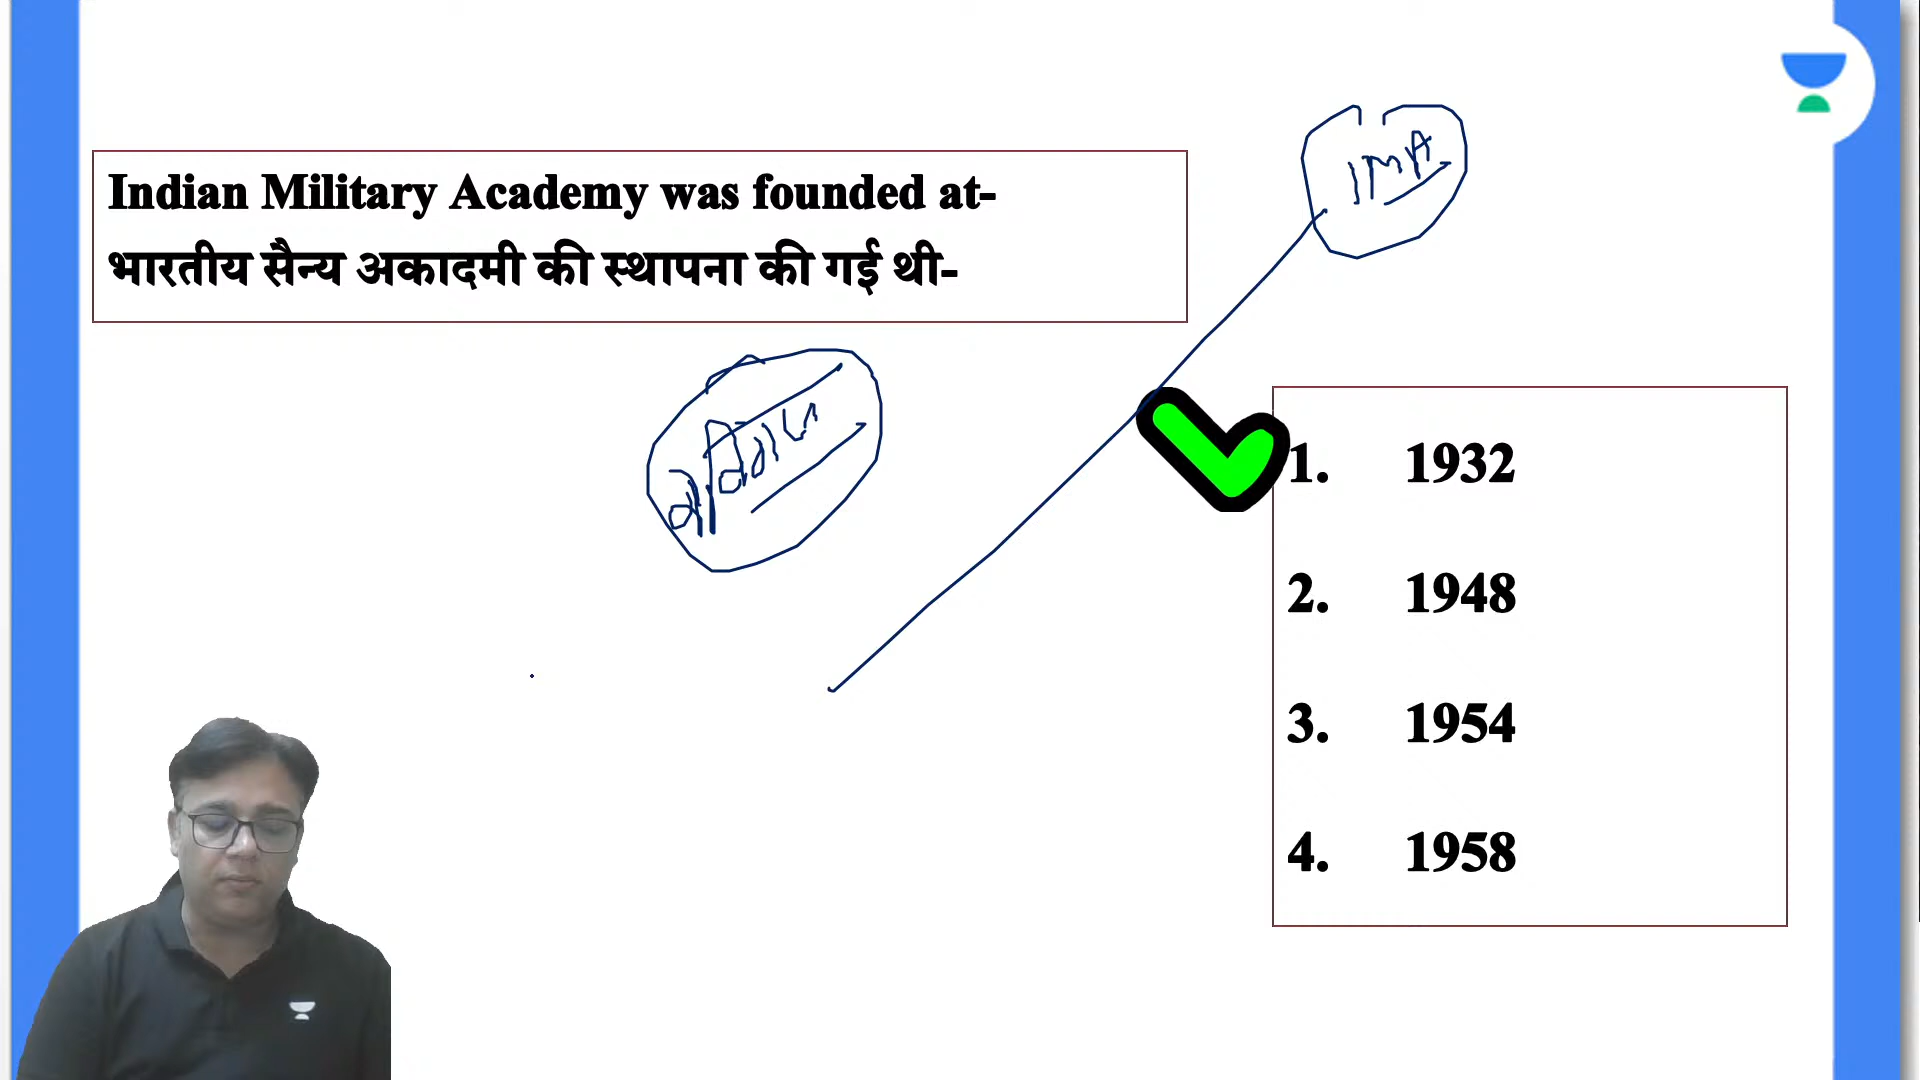 Indian Military Academy was founded at-
भारतीय सैन्य अकादमी की स्थापना की गई थी-
IMA
1. 1932
2. 1948
3. 1954
4. 1958